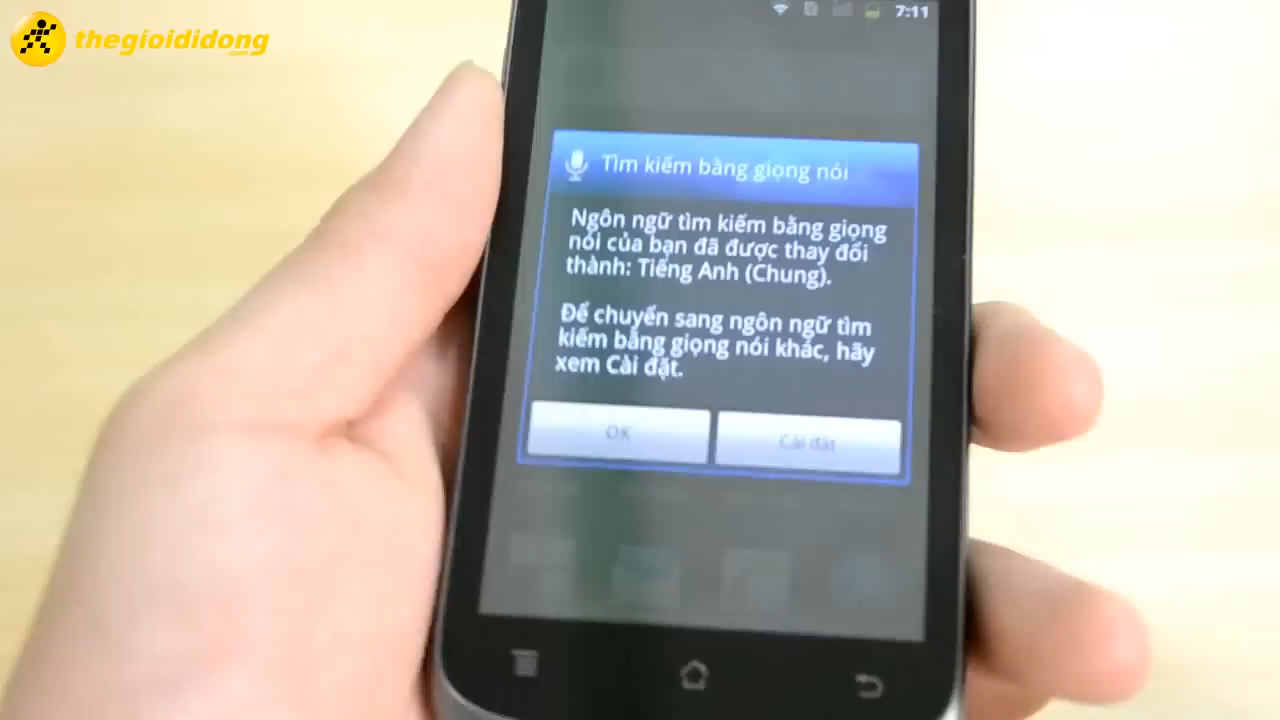 thegioididong
.com
7:11
Tìm kiếm bằng giọng nói
Ngôn ngữ tìm kiếm bằng giọng
nói của bạn đã được thay đổi
thành: Tiếng Anh (Chung).
Để chuyển sang ngôn ngữ tìm
kiếm bằng giọng nói khác, hãy
xem Cài đặt.
OK
Cài đặt